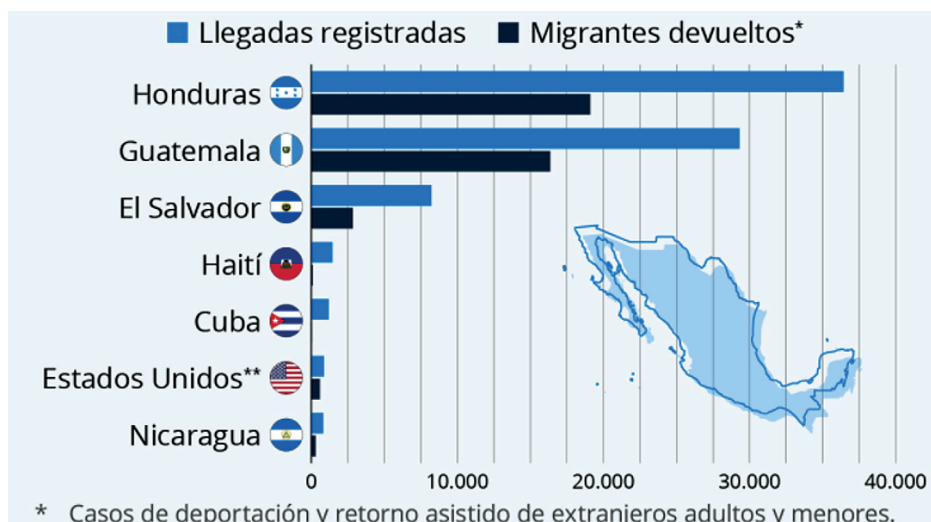 Llegadas registradas Migrantes devueltos*
Honduras
Guatemala
El Salvador
Haití
Cuba
Estados Unidos**
Nicaragua
0 10.000 20.000 30.000 40.000
* Casos de deportación y retorno asistido de extranjeros adultos y menores.